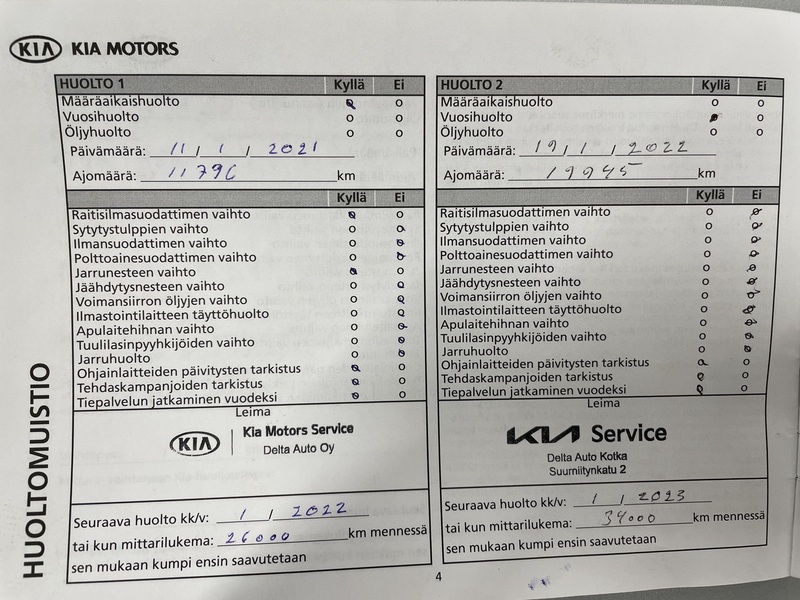 KIA KIA MOTORS
HUOLTOMUISTIO
HUOLTO 1 Kyllä Ei
Määräaikaishuolto
Vuosihuolto
Öljyhuolto
Päivämäärä: 11 / 1 / 2021
Ajomäärä: 11796 km
Kyllä Ei
Raitisilmasuodattimen vaihto
Sytytystulppien vaihto
Ilmansuodattimen vaihto
Polttoainesuodattimen vaihto
Jarrunesteen vaihto
Jäähdytysnesteen vaihto
Voimansiirron öljyjen vaihto
Ilmastointilaitteen täyttöhuolto
Apulaitehihnan vaihto
Tuulilasinpyyhkijöiden vaihto
Jarruhuolto
Ohjainlaitteiden päivitysten tarkistus
Tehdaskampanjoiden tarkistus
Tiepalvelun jatkaminen vuodeksi
Leima
KIA Kia Motors Service
Delta Auto Oy
Seuraava huolto kk/v: 1 / 2022
tai kun mittarilukema: 26000 km mennessä
sen mukaan kumpi ensin saavutetaan
HUOLTO 2 Kyllä Ei
Määräaikaishuolto
Vuosihuolto
Öljyhuolto
Päivämäärä: 19 / 1 / 2022
Ajomäärä: 19945 km
Kyllä Ei
Raitisilmasuodattimen vaihto
Sytytystulppien vaihto
Ilmansuodattimen vaihto
Polttoainesuodattimen vaihto
Jarrunesteen vaihto
Jäähdytysnesteen vaihto
Voimansiirron öljyjen vaihto
Ilmastointilaitteen täyttöhuolto
Apulaitehihnan vaihto
Tuulilasinpyyhkijöiden vaihto
Jarruhuolto
Ohjainlaitteiden päivitysten tarkistus
Tehdaskampanjoiden tarkistus
Tiepalvelun jatkaminen vuodeksi
Leima
KIA Service
Delta Auto Kotka
Suurniitynkatu 2
Seuraava huolto kk/v: 1 / 2023
tai kun mittarilukema: 34000 km mennessä
sen mukaan kumpi ensin saavutetaan
4